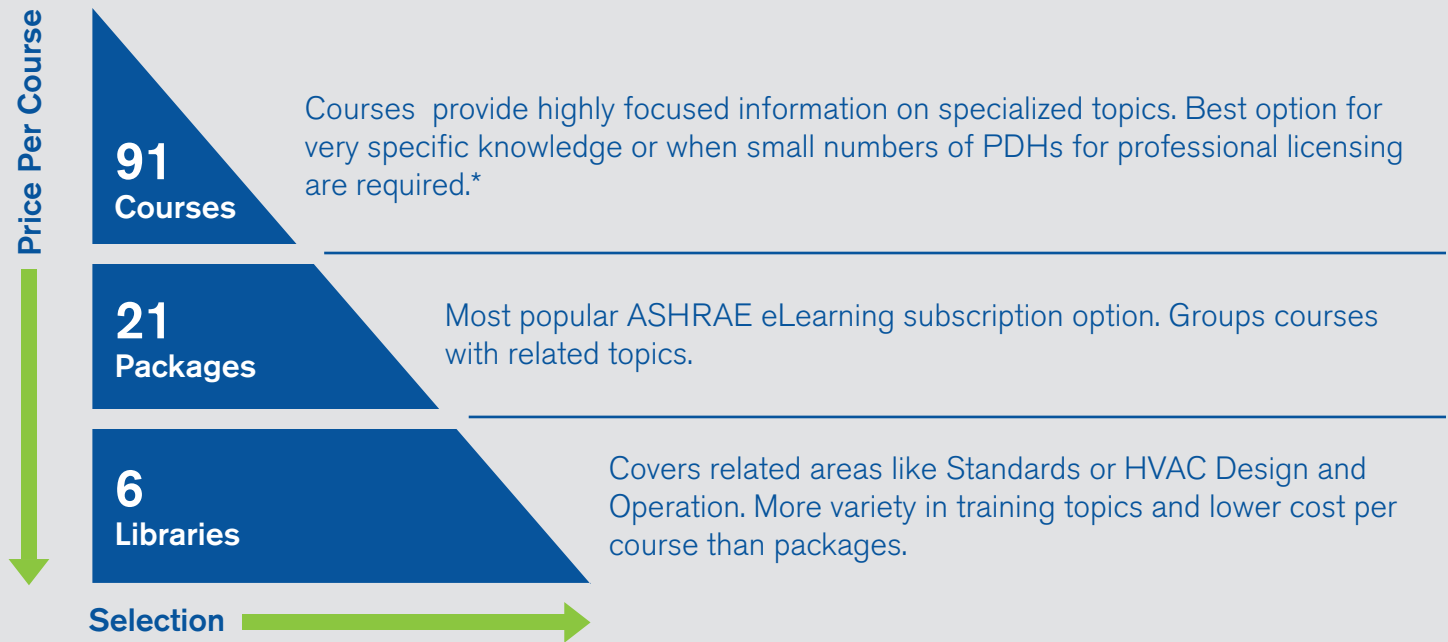 Price Per Course
91
Courses
Courses provide highly focused information on specialized topics. Best option for
very specific knowledge or when small numbers of PDHs for professional licensing
are required.*
21
Packages
Most popular ASHRAE eLearning subscription option. Groups courses
with related topics.
6
Libraries
Covers related areas like Standards or HVAC Design and
Operation. More variety in training topics and lower cost per
course than packages.
Selection